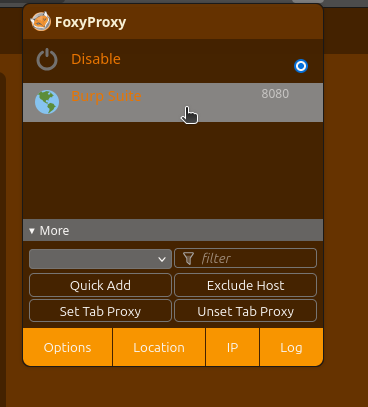 FoxyProxy
Disable
Burp Suite 8080
▾ More
filter
Quick Add Exclude Host
Set Tab Proxy Unset Tab Proxy
Options Location IP Log